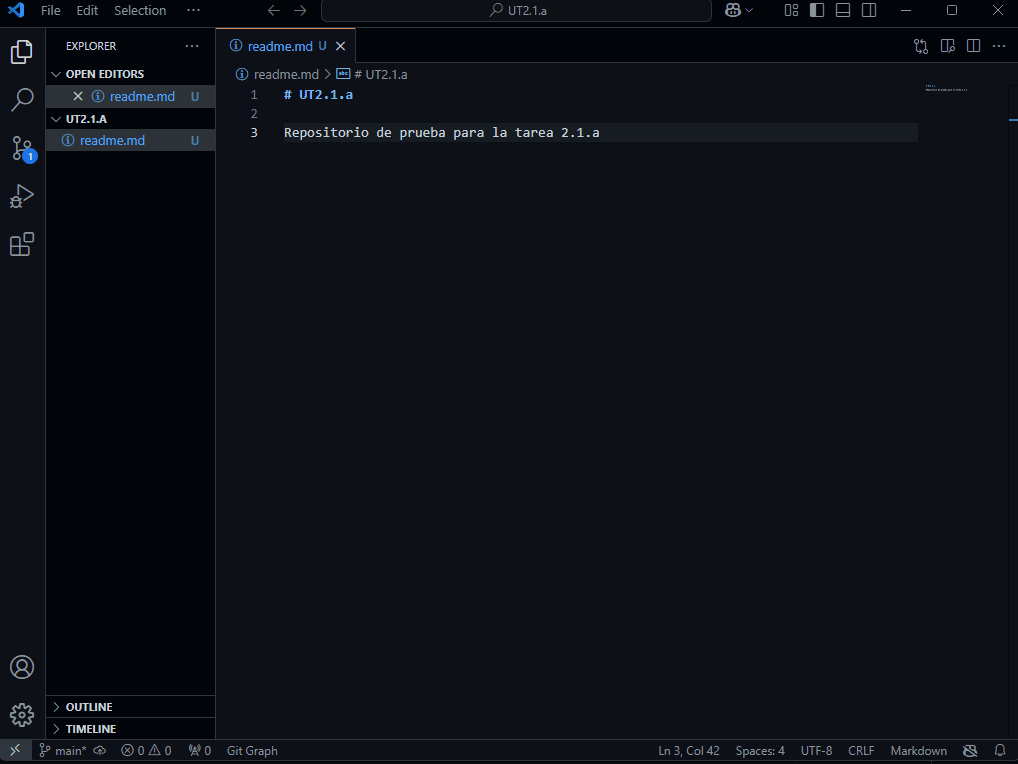 File Edit Selection ··· UT2.1.a
EXPLORER ···
readme.md U
OPEN EDITORS
readme.md U
UT2.1.A
readme.md U
readme.md > # UT2.1.a
1 # UT2.1.a
2
3 Repositorio de prueba para la tarea 2.1.a
1
OUTLINE
TIMELINE
main* 0 0 0 Git Graph Ln 3, Col 42 Spaces: 4 UTF-8 CRLF Markdown